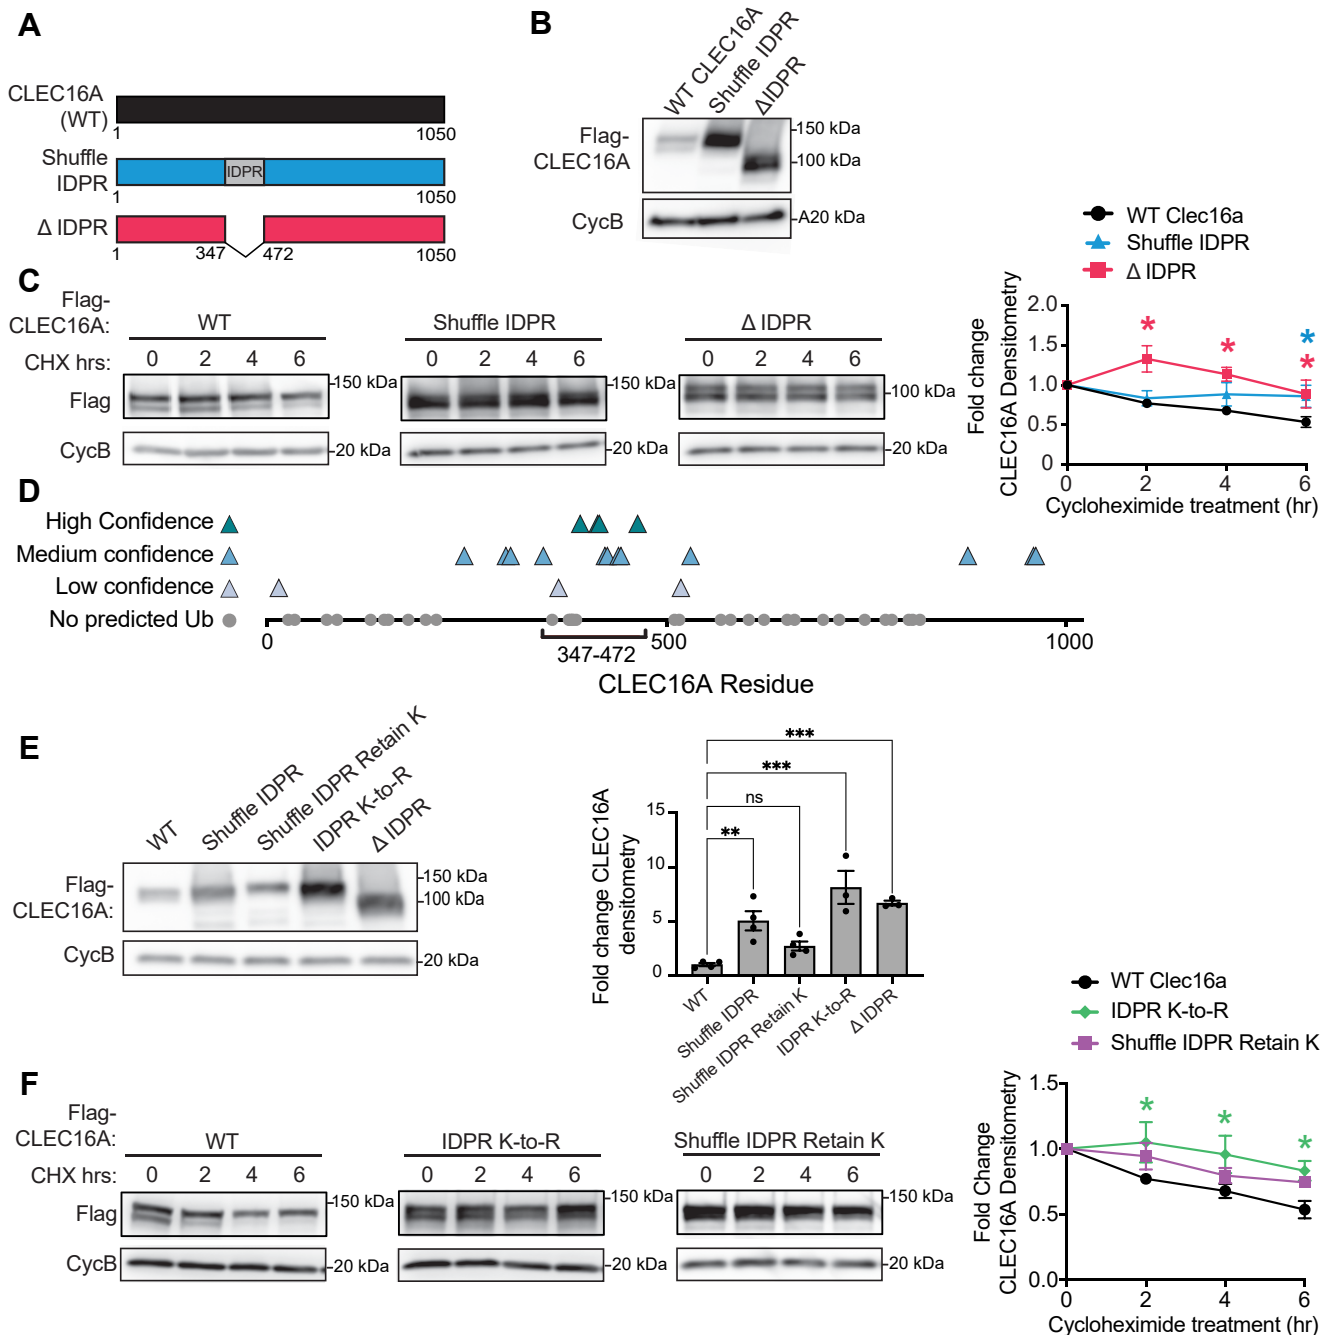 A
CLEC16A
(WT)
1
1050
Shuffle
IDPR
IDPR
1
1050
Δ IDPR
1
347
472
1050
B
WT CLEC16A
Shuffle IDPR
ΔIDPR
Flag-
CLEC16A
150 kDa
100 kDa
CycB
A20 kDa
C
Flag-
CLEC16A:
WT
Shuffle IDPR
Δ IDPR
CHX hrs:
0 2 4 6
0 2 4 6
0 2 4 6
Flag
150 kDa
150 kDa
100 kDa
CycB
20 kDa
20 kDa
20 kDa
WT Clec16a
Shuffle IDPR
Δ IDPR
Fold change
CLEC16A Densitometry
2.0
1.5
1.0
0.5
0
* * * *
0 2 4 6
Cycloheximide treatment (hr)
D
High Confidence
Medium confidence
Low confidence
No predicted Ub
0 500 1000
347-472
CLEC16A Residue
E
WT
Shuffle IDPR
Shuffle IDPR Retain K
IDPR K-to-R
Δ IDPR
Flag-
CLEC16A:
150 kDa
100 kDa
CycB
20 kDa
Fold change CLEC16A
densitometry
15
10
5
0
***
***
ns
**
WT
Shuffle IDPR
Shuffle IDPR Retain K
IDPR K-to-R
Δ IDPR
F
Flag-
CLEC16A:
WT
IDPR K-to-R
Shuffle IDPR Retain K
CHX hrs:
0 2 4 6
0 2 4 6
0 2 4 6
Flag
150 kDa
150 kDa
150 kDa
CycB
20 kDa
20 kDa
20 kDa
WT Clec16a
IDPR K-to-R
Shuffle IDPR Retain K
Fold Change
CLEC16A Densitometry
1.5
1.0
0.5
0.0
* * *
0 2 4 6
Cycloheximide treatment (hr)